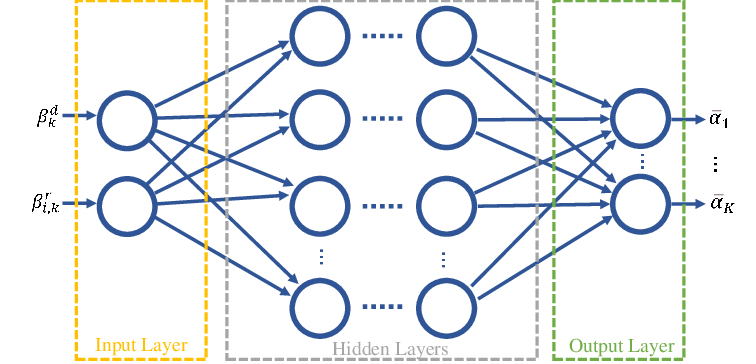 β_k^d
β_{i,k}^r
ᾱ_1
⋮
ᾱ_K
Input Layer
Hidden Layers
Output Layer